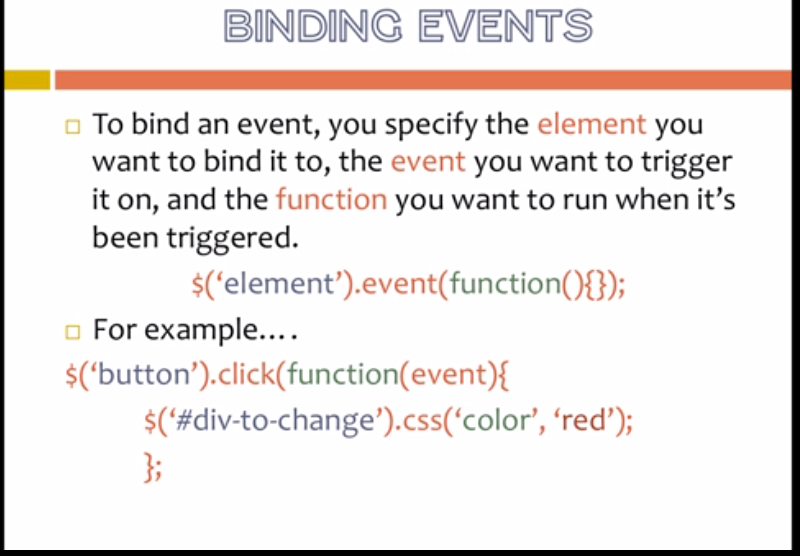 BINDING EVENTS
To bind an event, you specify the element you
want to bind it to, the event you want to trigger
it on, and the function you want to run when it’s
been triggered.
$(‘element’).event(function(){});
For example….
$(‘button’).click(function(event){
$(‘#div-to-change’).css(‘color’, ‘red’);
};